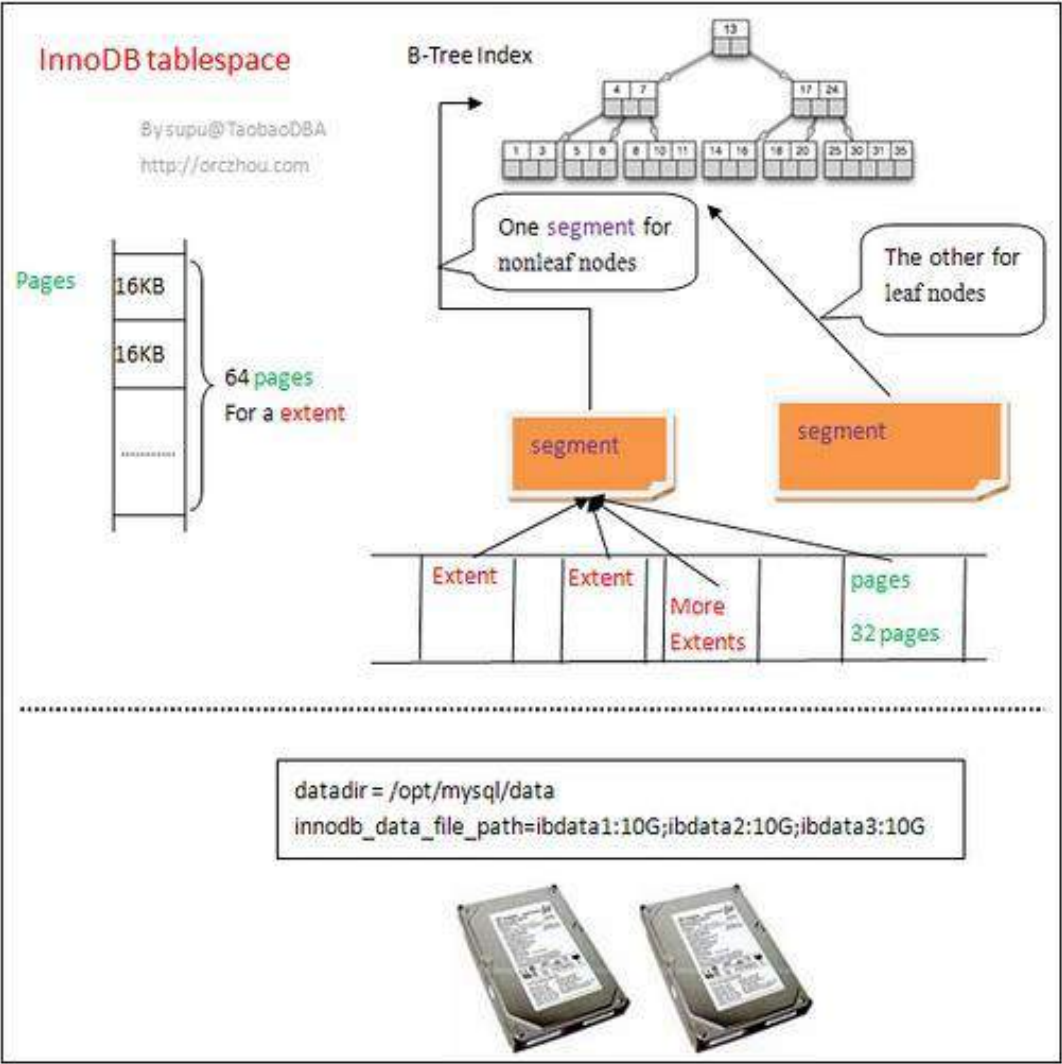 InnoDB tablespace
By supu@TaobaoDBA
http://orczhou.com
B-Tree Index
13
4 7
17 24
1 3
5 6
8 10 11
14 16
18 20
25 30 31 35
One segment for
nonleaf nodes
The other for
leaf nodes
Pages
16KB
16KB
64 pages
For a extent
..........
segment
segment
Extent
Extent
More
Extents
pages
32 pages
datadir = /opt/mysql/data
innodb_data_file_path=ibdata1:10G;ibdata2:10G;ibdata3:10G